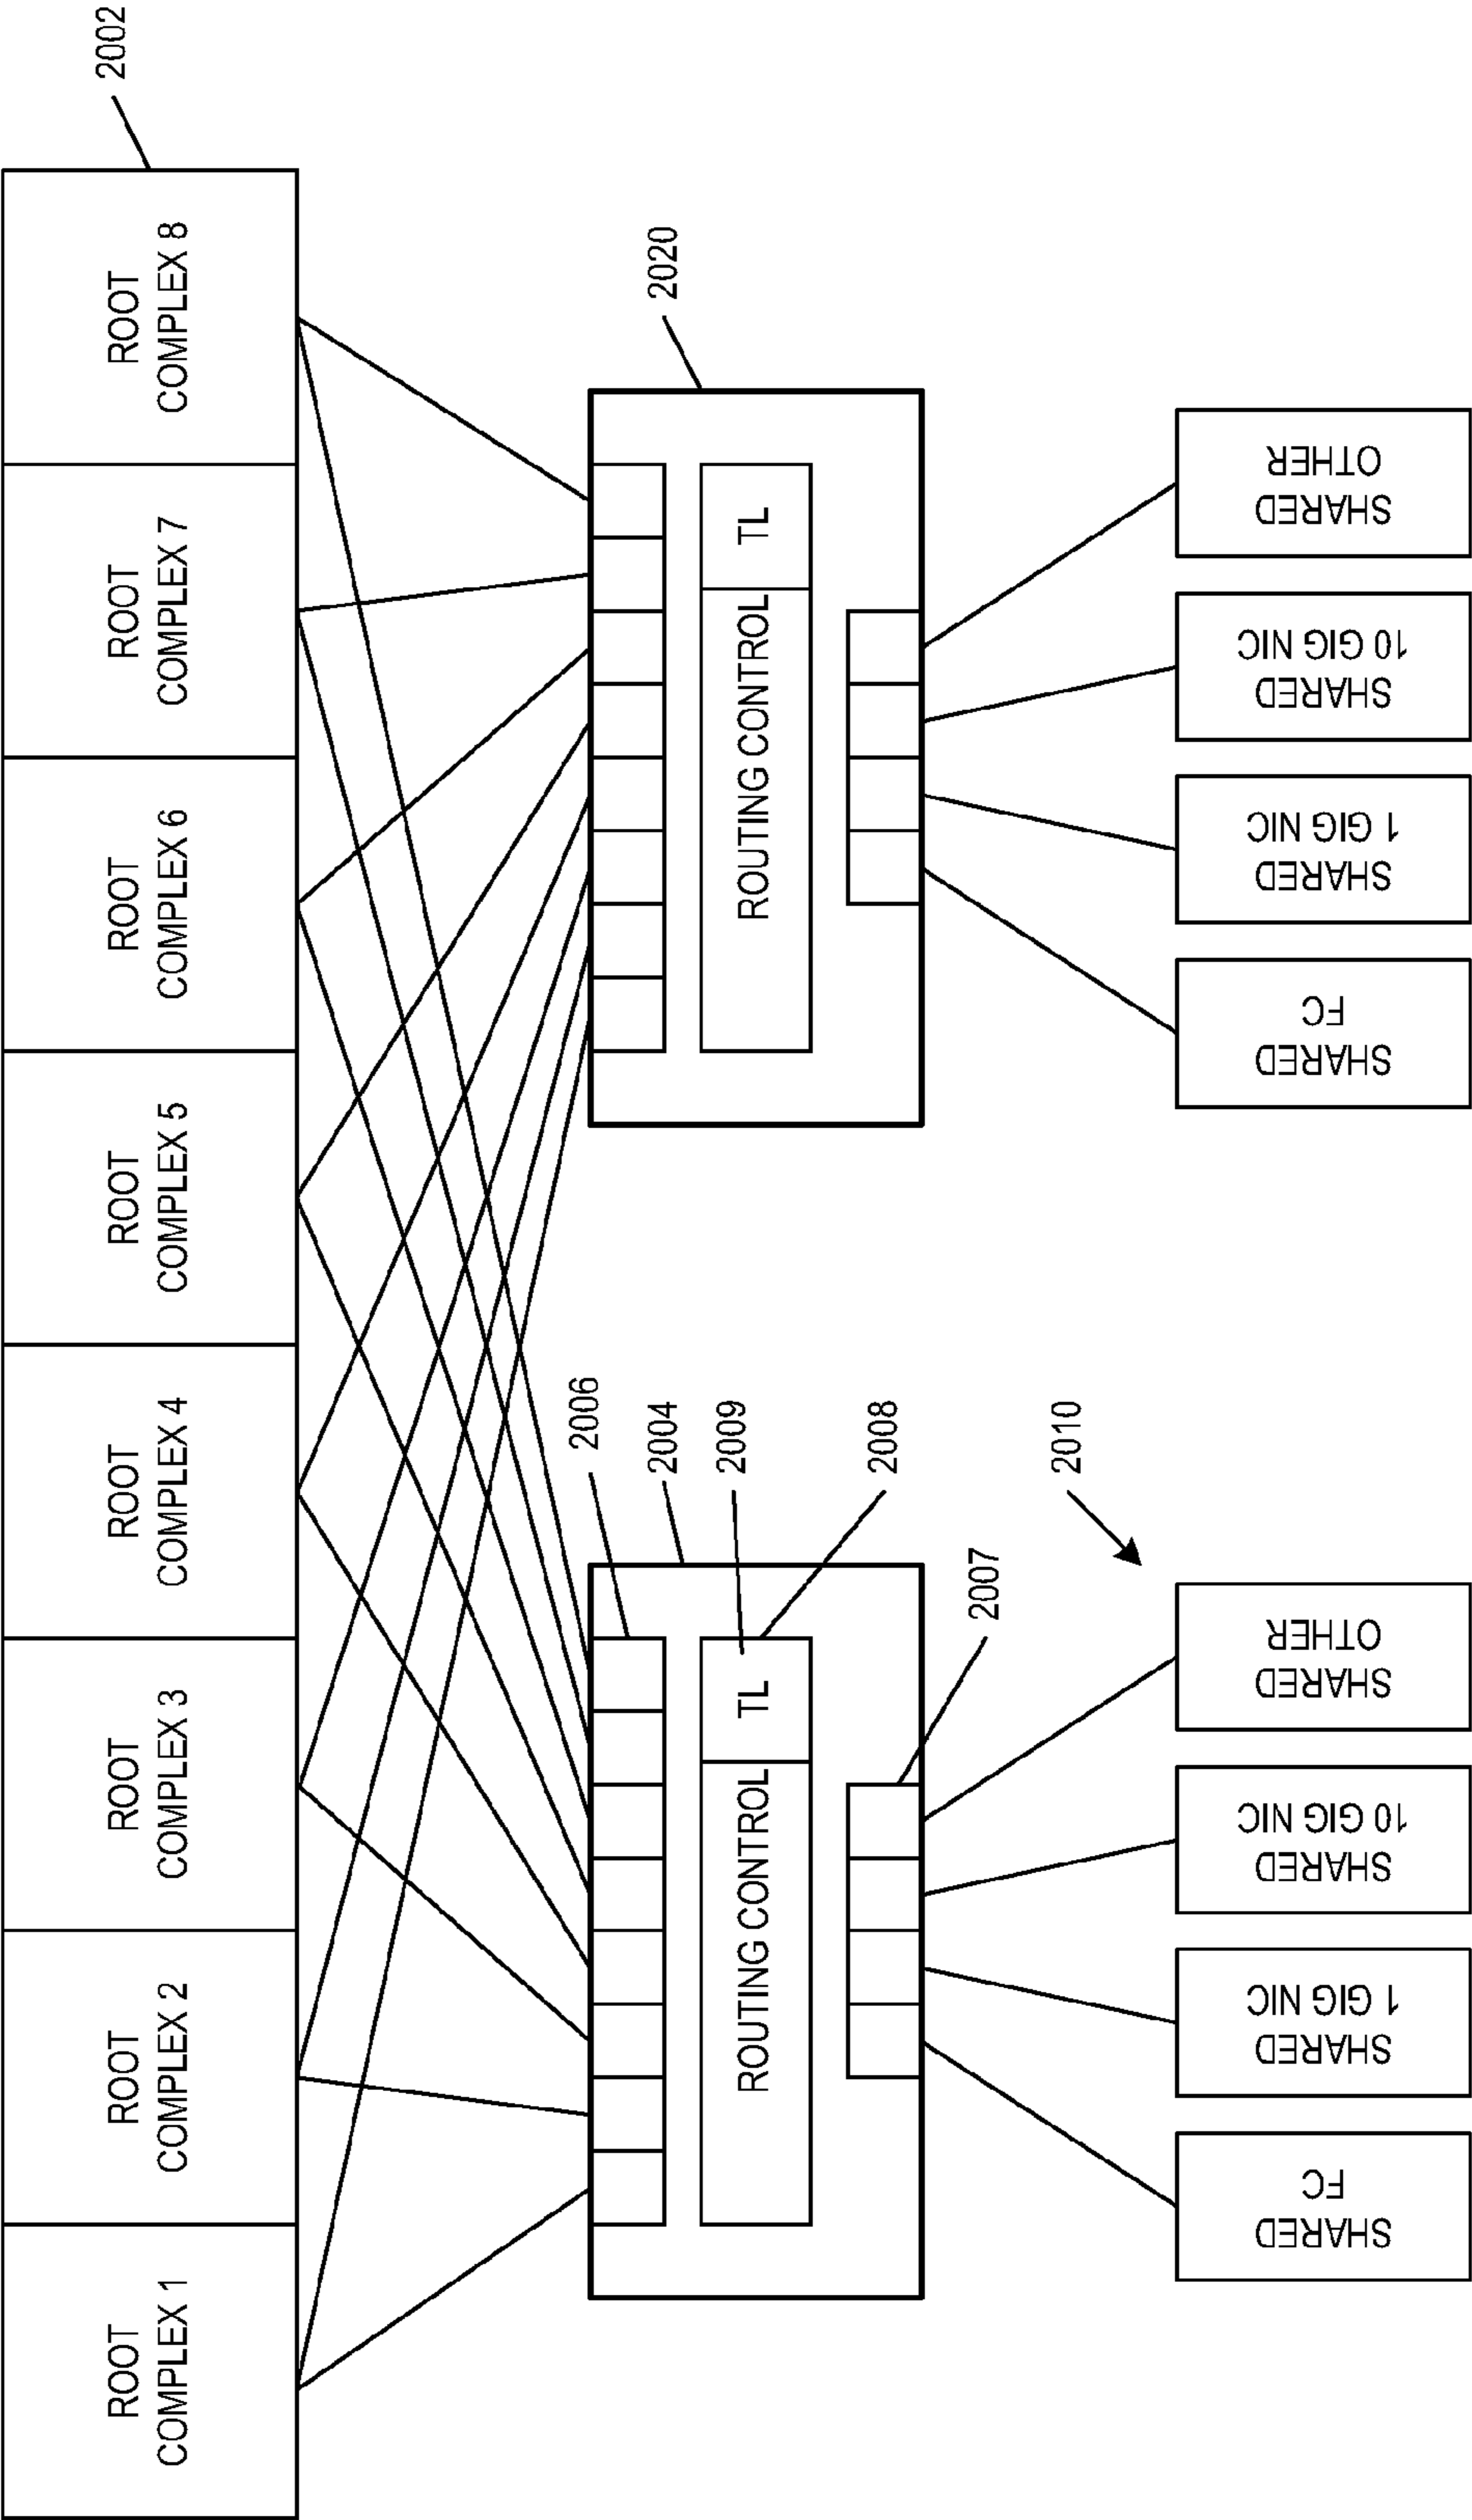 ROOT
COMPLEX 1
ROOT
COMPLEX 2
ROOT
COMPLEX 3
ROOT
COMPLEX 4
ROOT
COMPLEX 5
ROOT
COMPLEX 6
ROOT
COMPLEX 7
ROOT
COMPLEX 8
2002
2006
2004
2009
2008
2007
2010
2020
ROUTING CONTROL
TL
ROUTING CONTROL
TL
SHARED
FC
SHARED
1 GIG NIC
SHARED
10 GIG NIC
SHARED
OTHER
SHARED
FC
SHARED
1 GIG NIC
SHARED
10 GIG NIC
SHARED
OTHER